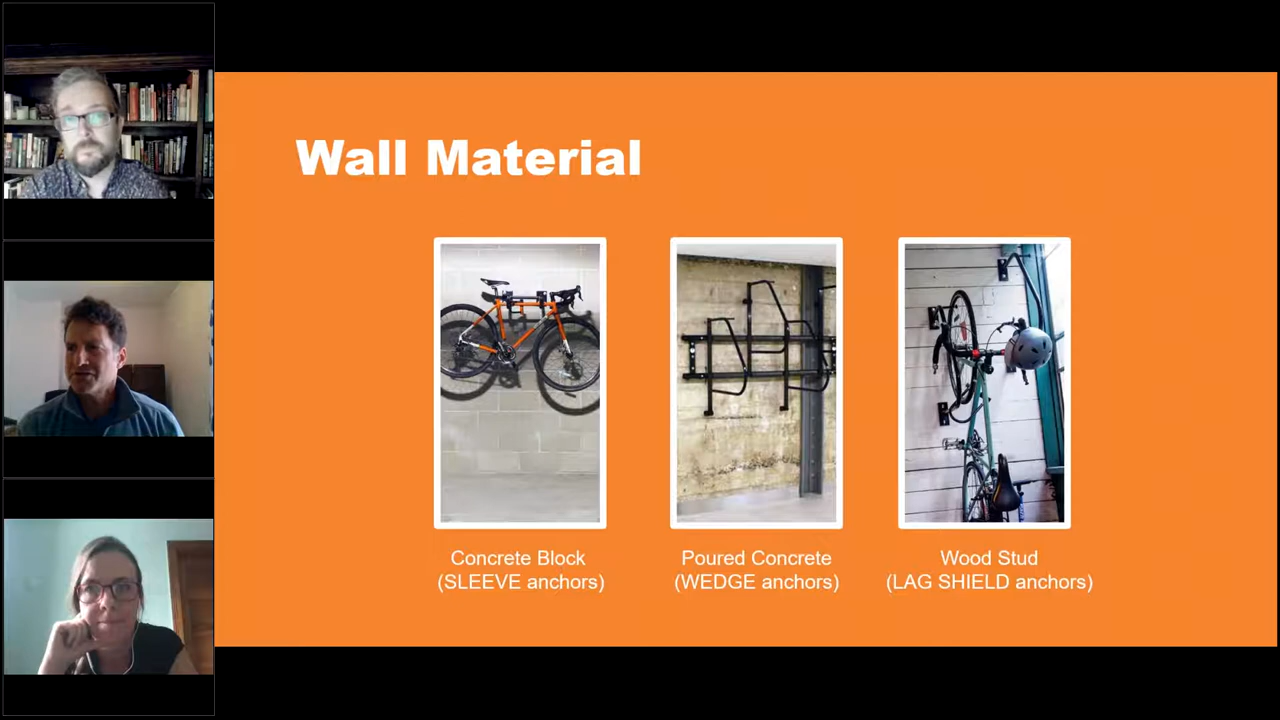 Wall Material
Concrete Block
(SLEEVE anchors)
Poured Concrete
(WEDGE anchors)
Wood Stud
(LAG SHIELD anchors)